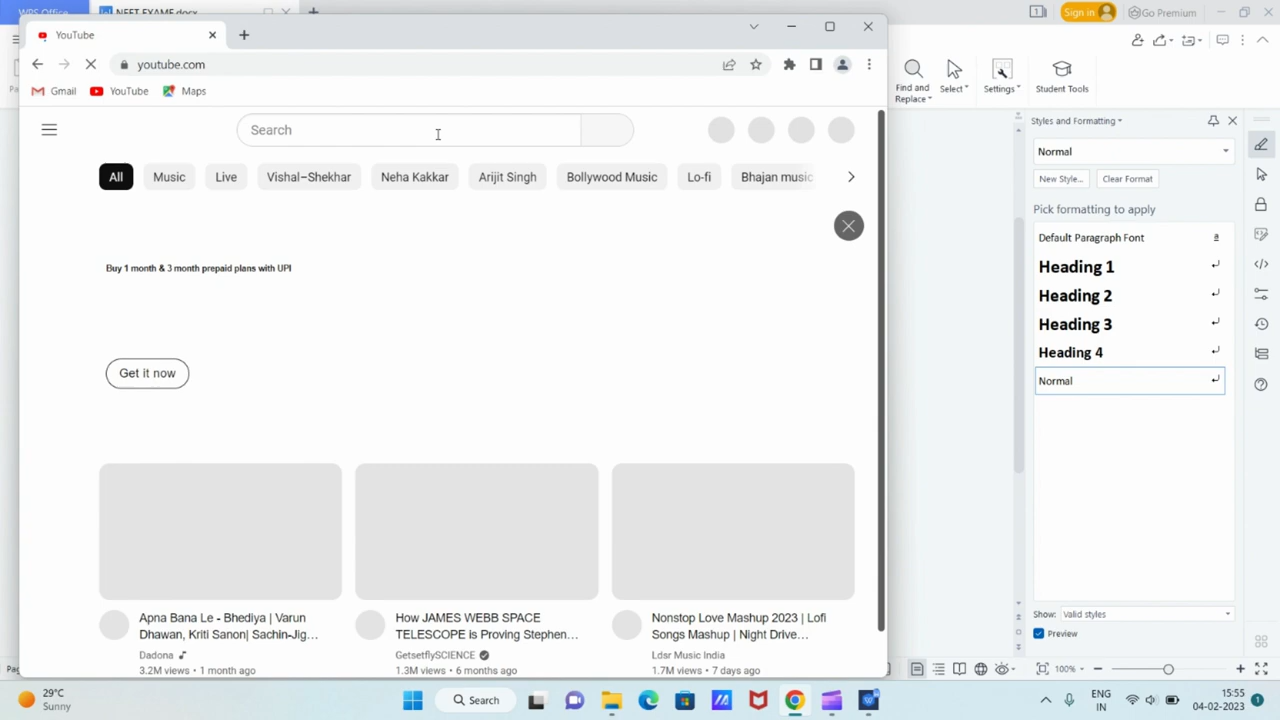 WPS Office
NEET EXAME.docx
Sign in
Go Premium
YouTube
youtube.com
Gmail
YouTube
Maps
Find and
Replace
Select
Settings
Student Tools
Search
All
Music
Live
Vishal-Shekhar
Neha Kakkar
Arijit Singh
Bollywood Music
Lo-fi
Bhajan music
Buy 1 month & 3 month prepaid plans with UPI
Get it now
Apna Bana Le - Bhediya | Varun
Dhawan, Kriti Sanon| Sachin-Jig...
Dadona
3.2M views • 1 month ago
How JAMES WEBB SPACE
TELESCOPE is Proving Stephen...
GetsetflySCIENCE
1.3M views • 6 months ago
Nonstop Love Mashup 2023 | Lofi
Songs Mashup | Night Drive...
Ldsr Music India
1.7M views • 7 days ago
Styles and Formatting
Normal
New Style...
Clear Format
Pick formatting to apply
Default Paragraph Font
a
Heading 1
Heading 2
Heading 3
Heading 4
Normal
Show:
Valid styles
Preview
100%
29°C
Sunny
Search
ENG
IN
15:55
04-02-2023
1